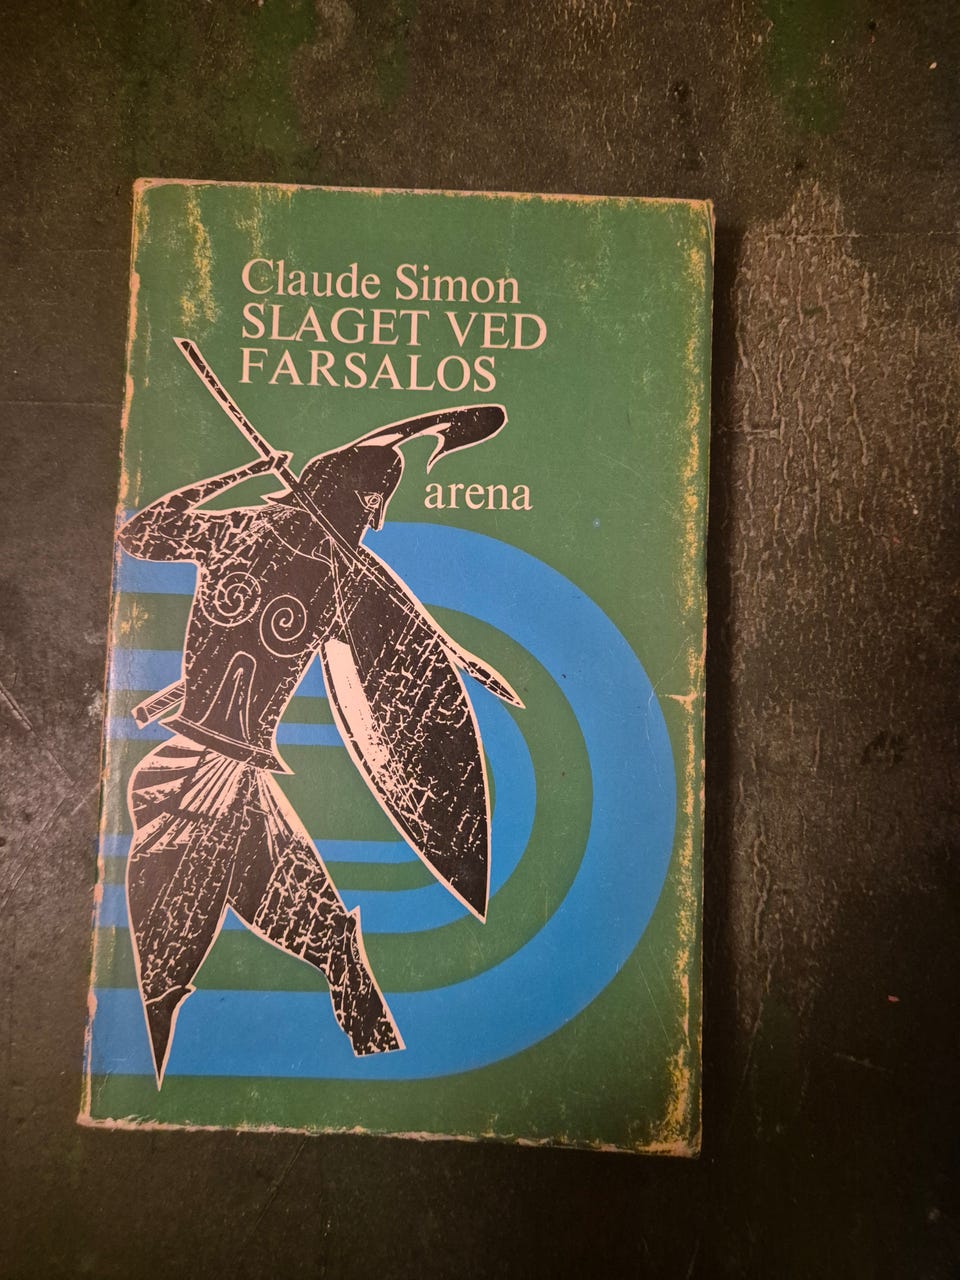 Claude Simon
SLAGET VED
FARSALOS
arena